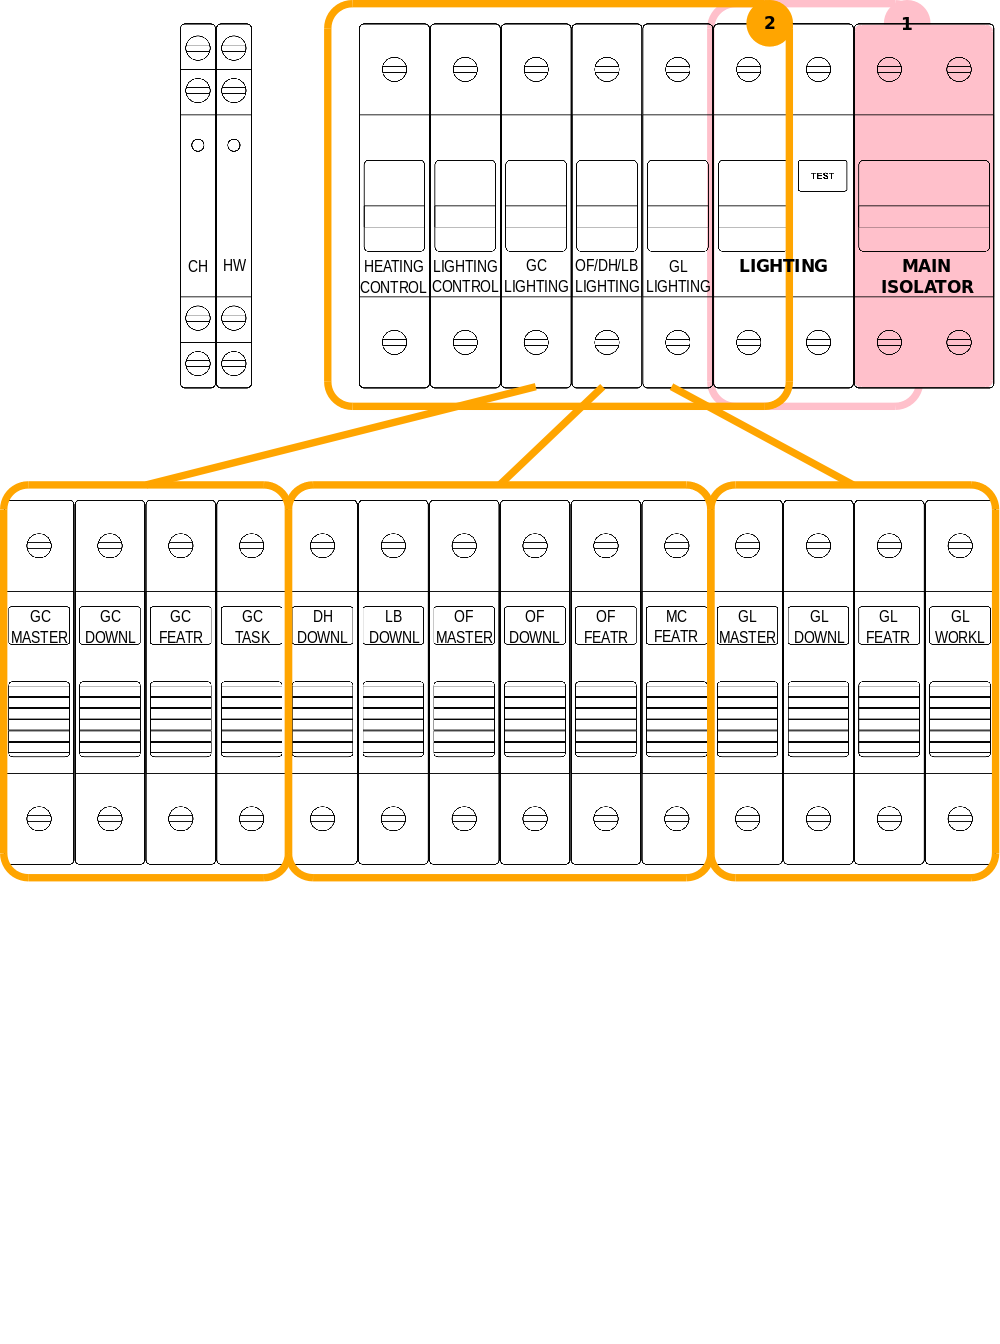 2
1
TEST
CH
HW
HEATING
CONTROL
LIGHTING
CONTROL
GC
LIGHTING
OF/DH/LB
LIGHTING
GL
LIGHTING
LIGHTING
MAIN
ISOLATOR
GC
MASTER
GC
DOWNL
GC
FEATR
GC
TASK
DH
DOWNL
LB
DOWNL
OF
MASTER
OF
DOWNL
OF
FEATR
MC
FEATR
GL
MASTER
GL
DOWNL
GL
FEATR
GL
WORKL